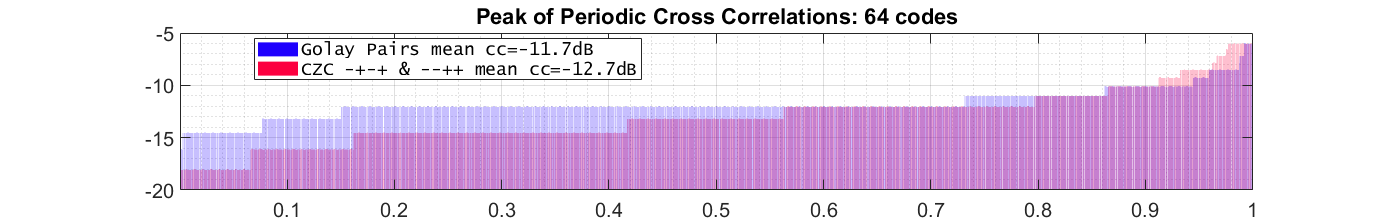 Peak of Periodic Cross Correlations: 64 codes
-5
Golay Pairs mean cc=-11.7dB
CZC -+-+ & --++ mean cc=-12.7dB
-10
-15
-20
0.1 0.2 0.3 0.4 0.5 0.6 0.7 0.8 0.9 1